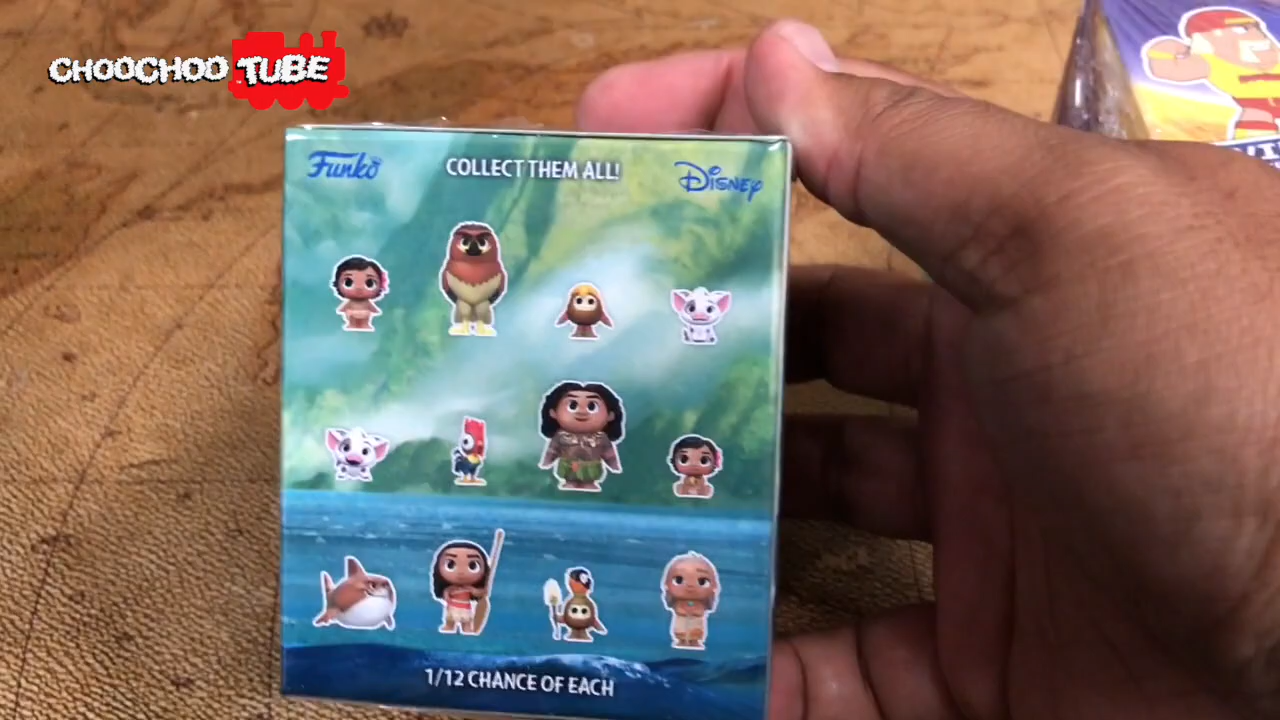 CHOOCHOO TUBE
Funko
COLLECT THEM ALL!
Disney
1/12 CHANCE OF EACH